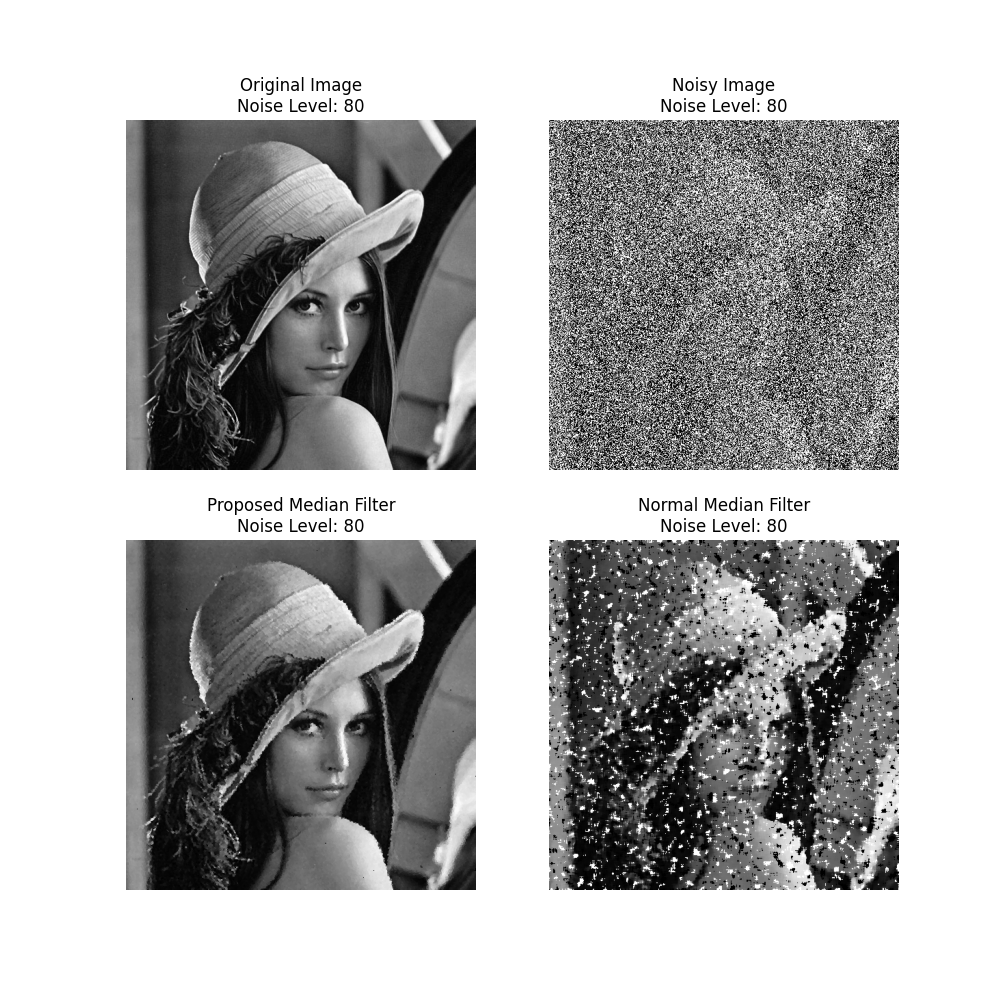 Original Image
Noise Level: 80
Noisy Image
Noise Level: 80
Proposed Median Filter
Noise Level: 80
Normal Median Filter
Noise Level: 80